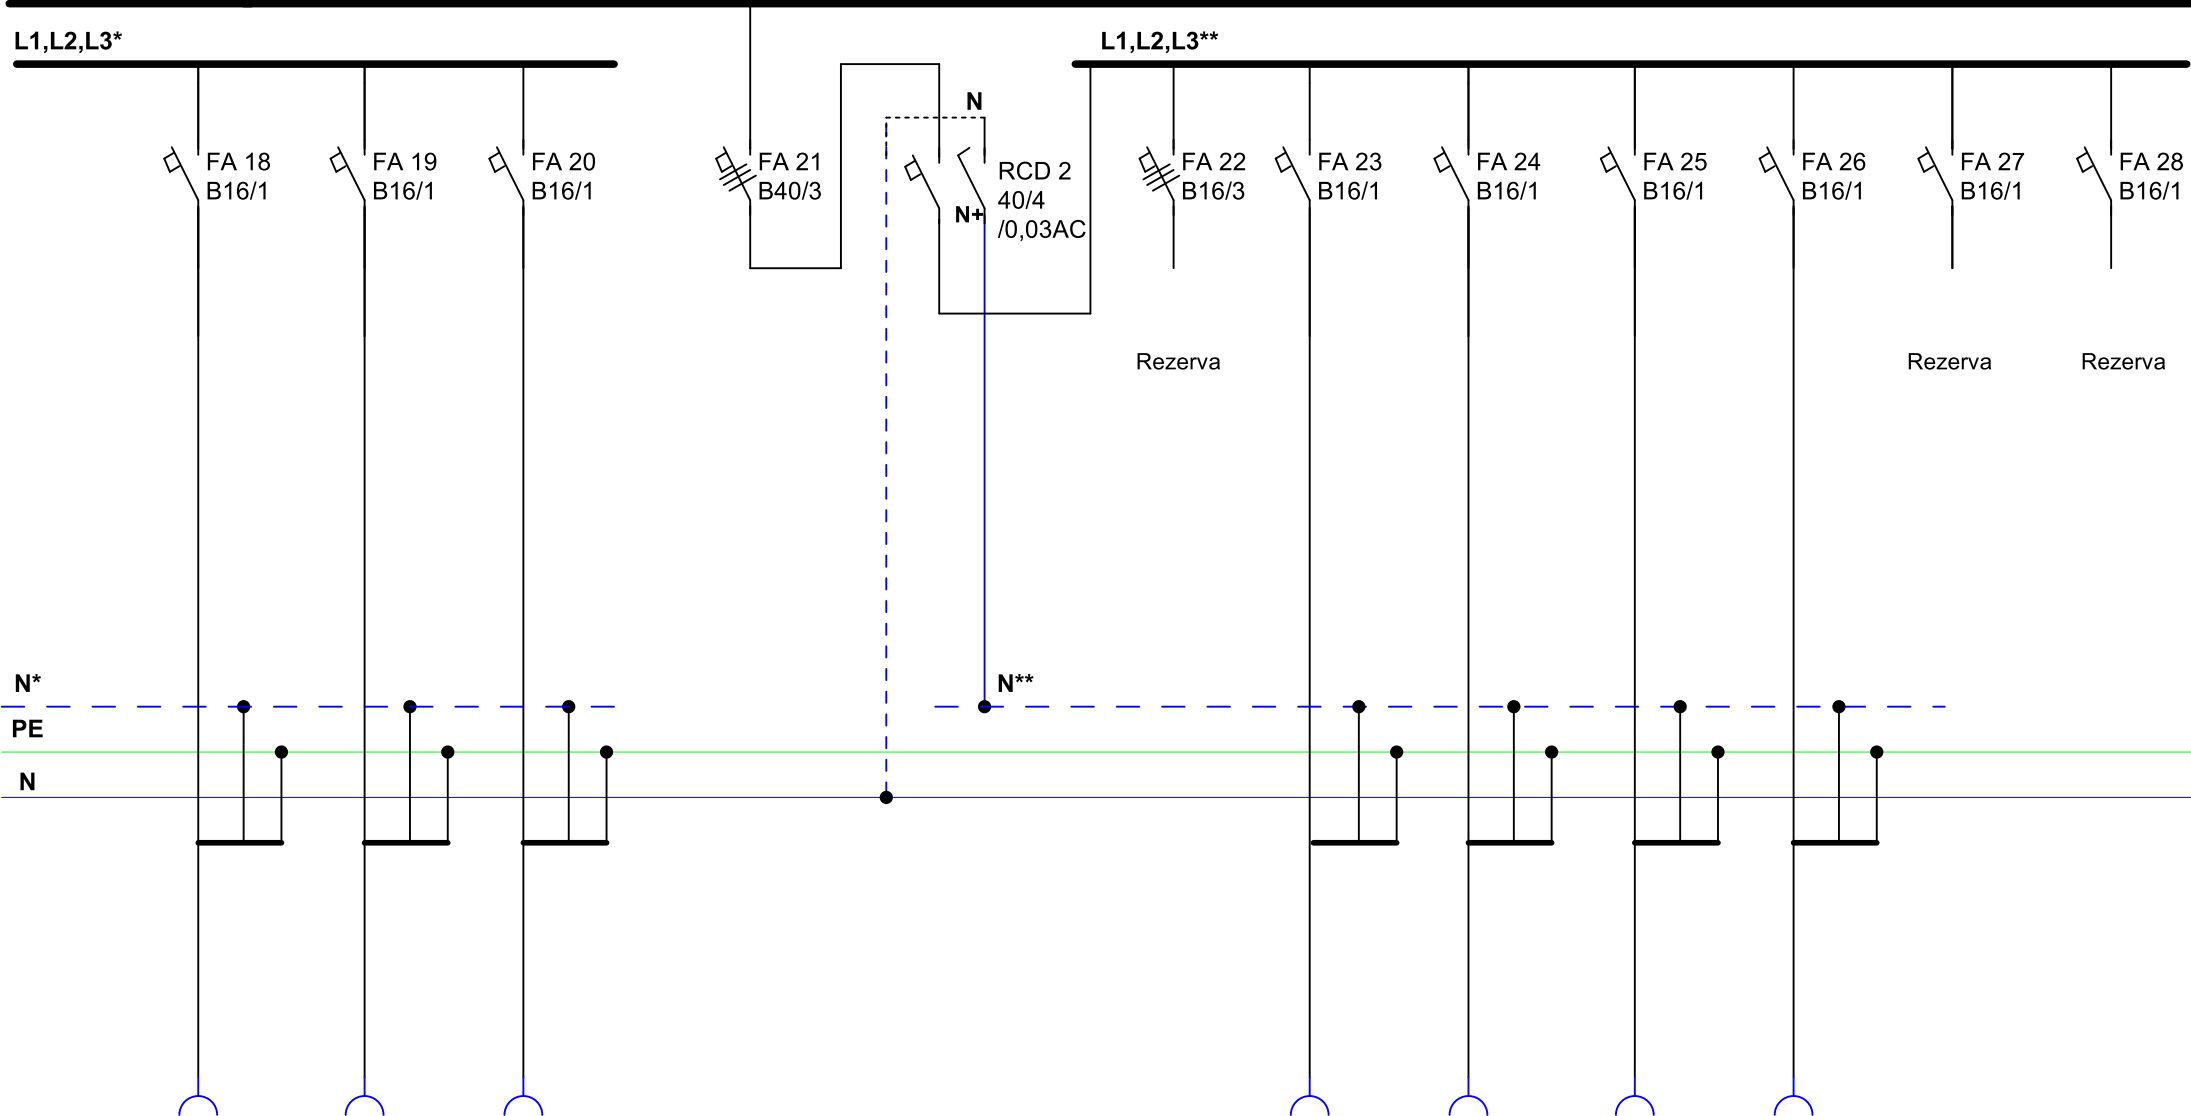 L1,L2,L3*
L1,L2,L3**
N
FA 18
B16/1
FA 19
B16/1
FA 20
B16/1
FA 21
B40/3
RCD 2
40/4
/0,03AC
N+
FA 22
B16/3
FA 23
B16/1
FA 24
B16/1
FA 25
B16/1
FA 26
B16/1
FA 27
B16/1
FA 28
B16/1
Rezerva
Rezerva
Rezerva
N*
N**
PE
N